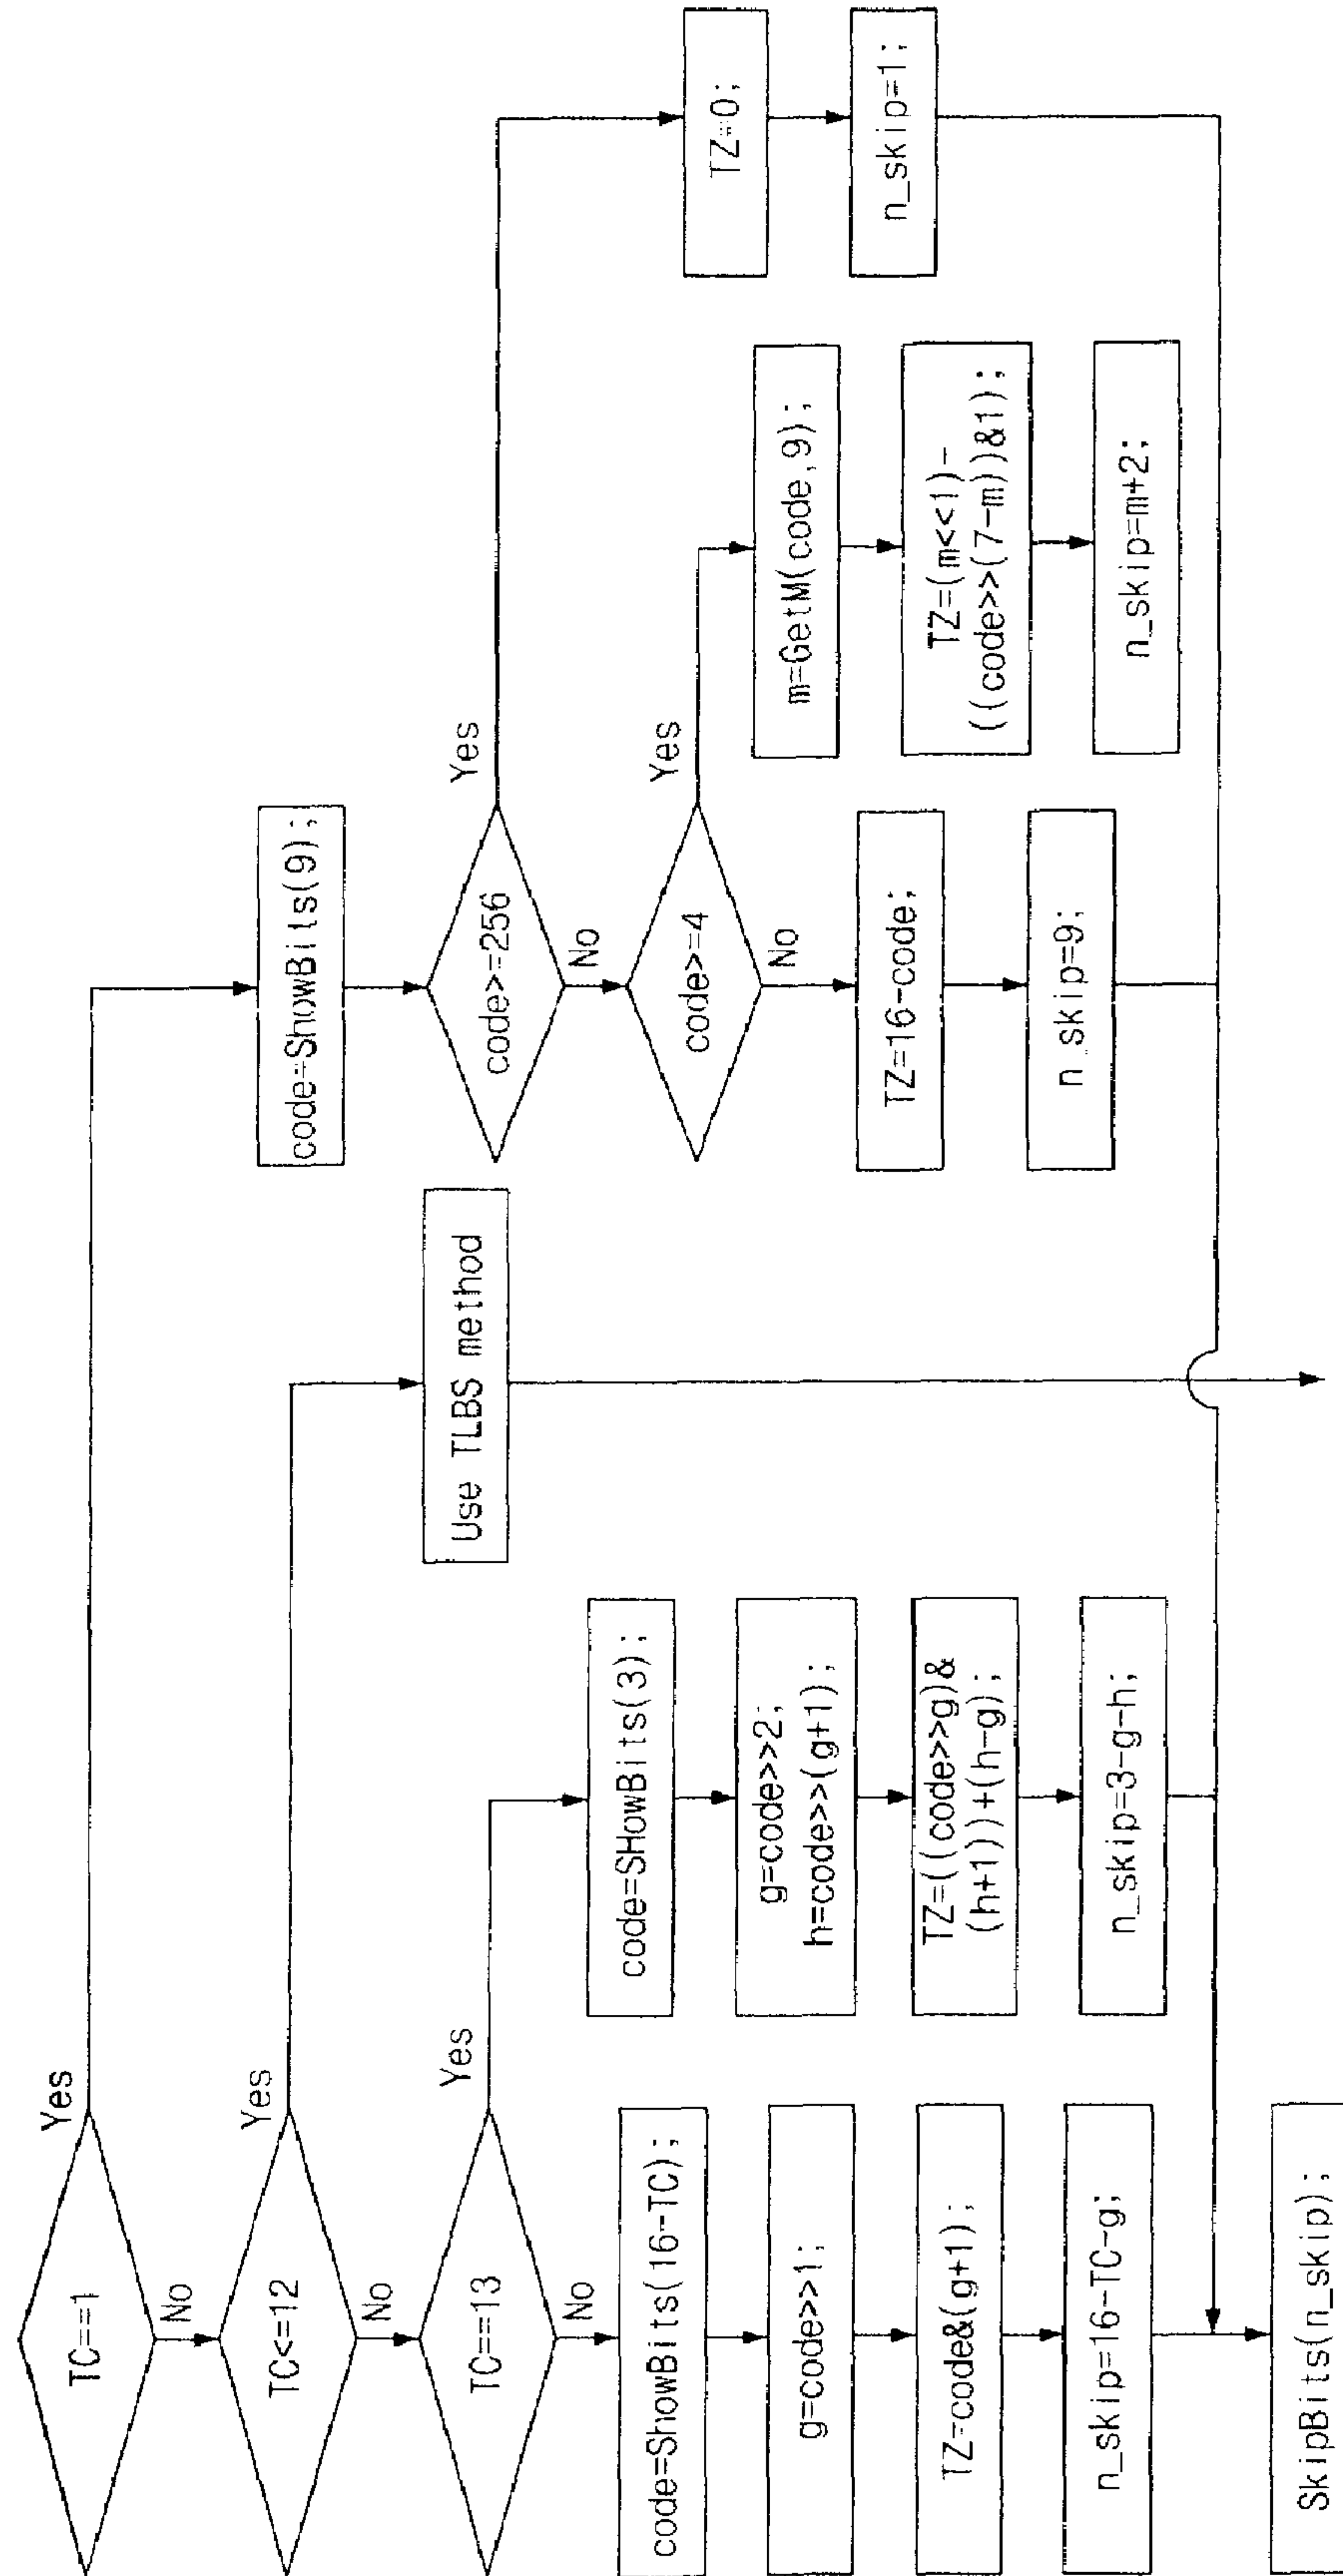 TC==1
Yes
No
TC<=12
Yes
No
TC==13
Yes
No
code=ShowBits(16-TC);
g=code>>1;
TZ=code&(g+1);
n_skip=16-TC-g;
SkipBits(n_skip);
code=SHowBits(3);
g=code>>2;
h=code>>(g+1);
TZ=((code>>g)&
(h+1))+(h-g);
n_skip=3-g-h;
Use TLBS method
code=ShowBits(9);
code>=256
Yes
No
code>=4
Yes
No
TZ=16-code;
n_skip=9;
m=GetM(code,9);
TZ=(m<<1)-
((code>>(7-m))&1);
n_skip=m+2;
TZ=0;
n_skip=1;